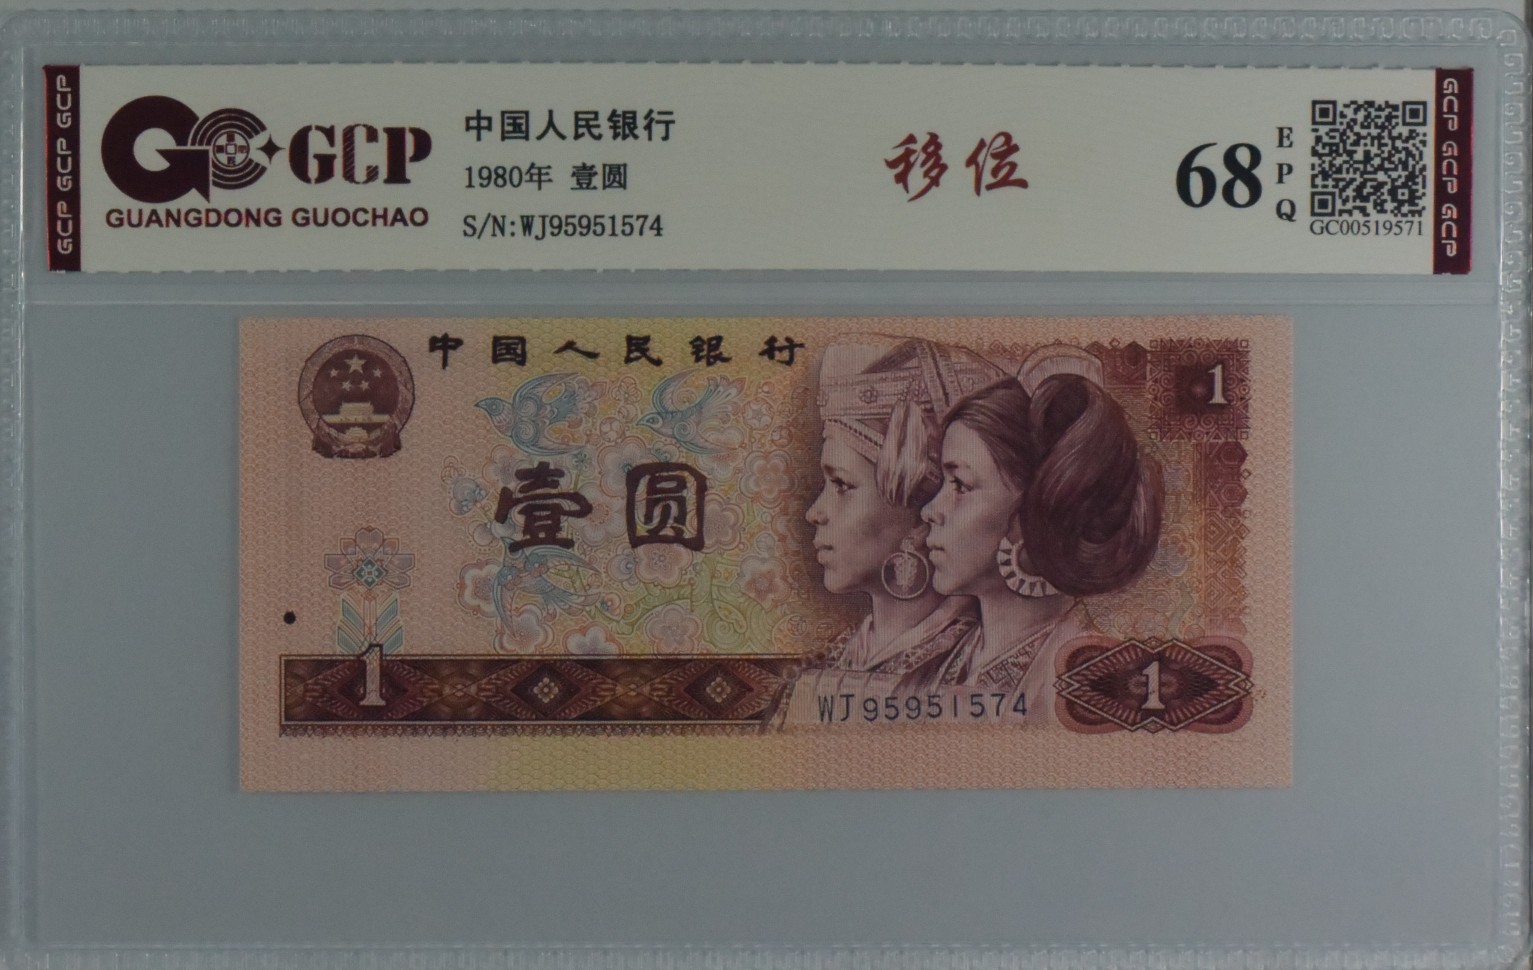 GCP GCP GCP
GCP
GUANGDONG GUOCHAO
中国人民银行
1980年 壹圆
S/N:WJ95951574
移位
68
EPQ
GC00519571
GCP GCP GCP
中国人民银行
1
壹圆
1
WJ95951574
1